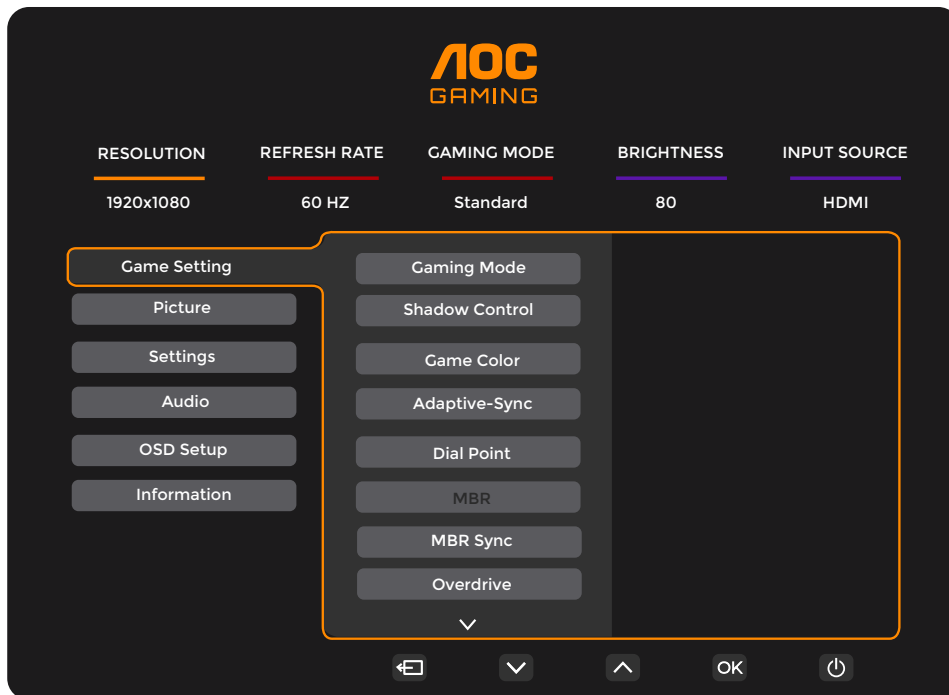 AOC
GAMING
RESOLUTION REFRESH RATE GAMING MODE BRIGHTNESS INPUT SOURCE
1920x1080 60 HZ Standard 80 HDMI
Game Setting
Picture
Settings
Audio
OSD Setup
Information
Gaming Mode
Shadow Control
Game Color
Adaptive-Sync
Dial Point
MBR
MBR Sync
Overdrive
OK